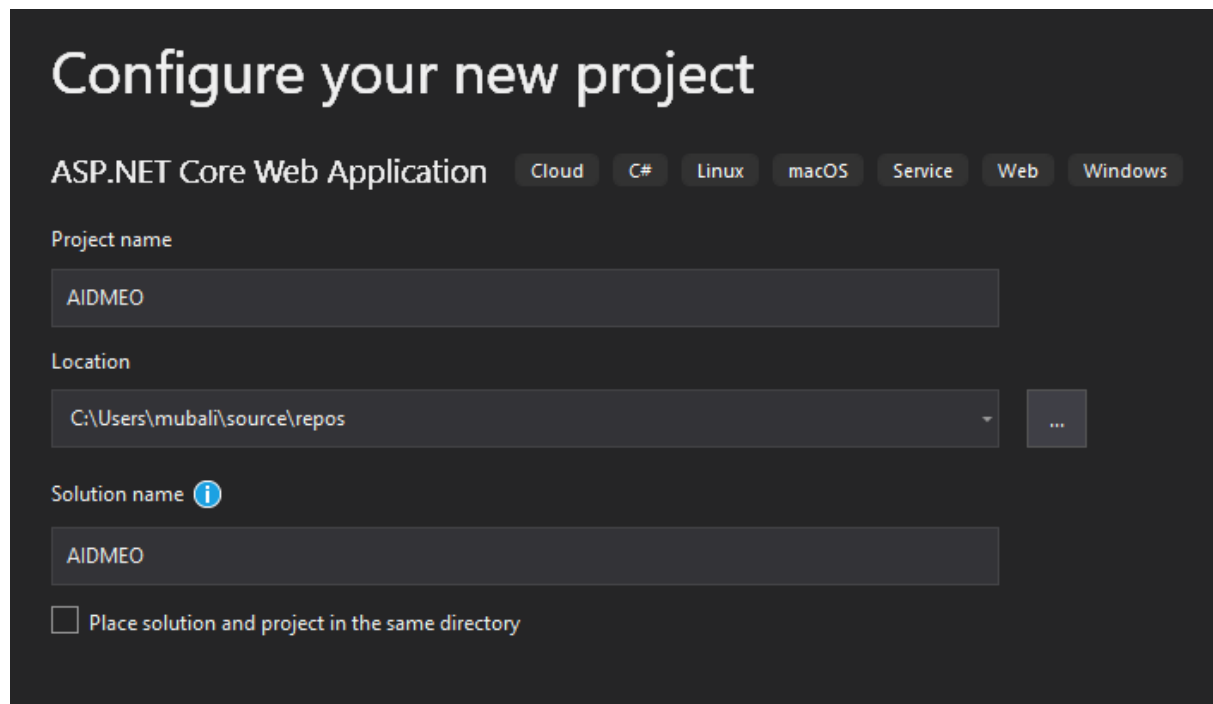 Configure your new project
ASP.NET Core Web Application Cloud C# Linux macOS Service Web Windows
Project name
AIDMEO
Location
C:\Users\mubali\source\repos
...
Solution name
AIDMEO
Place solution and project in the same directory